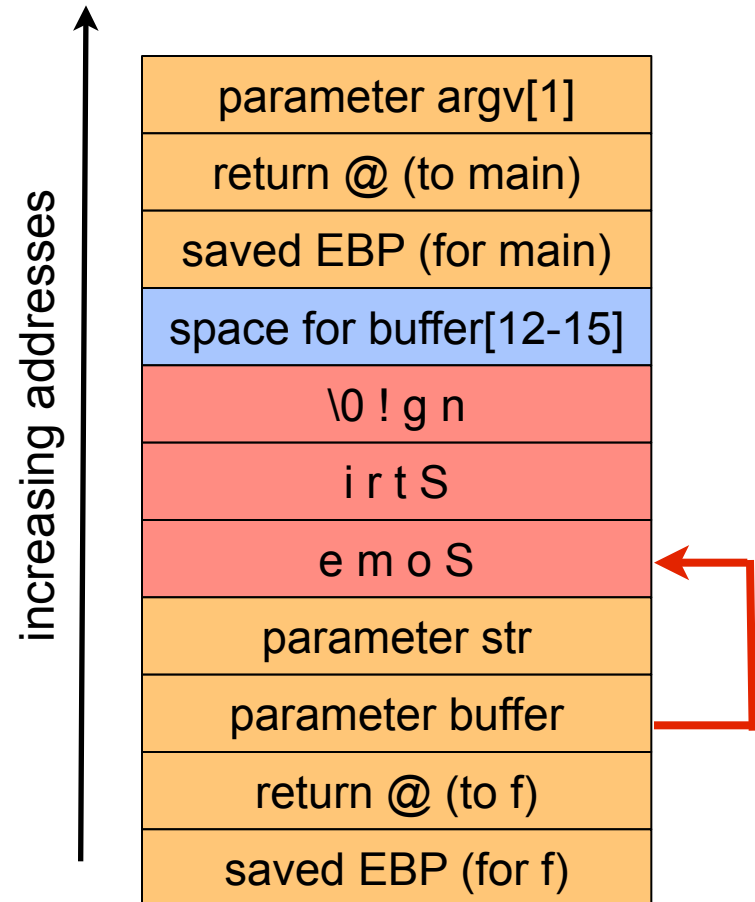 increasing addresses
parameter argv[1]
return @ (to main)
saved EBP (for main)
space for buffer[12-15]
\0 ! g n
i r t S
e m o S
parameter str
parameter buffer
return @ (to f)
saved EBP (for f)